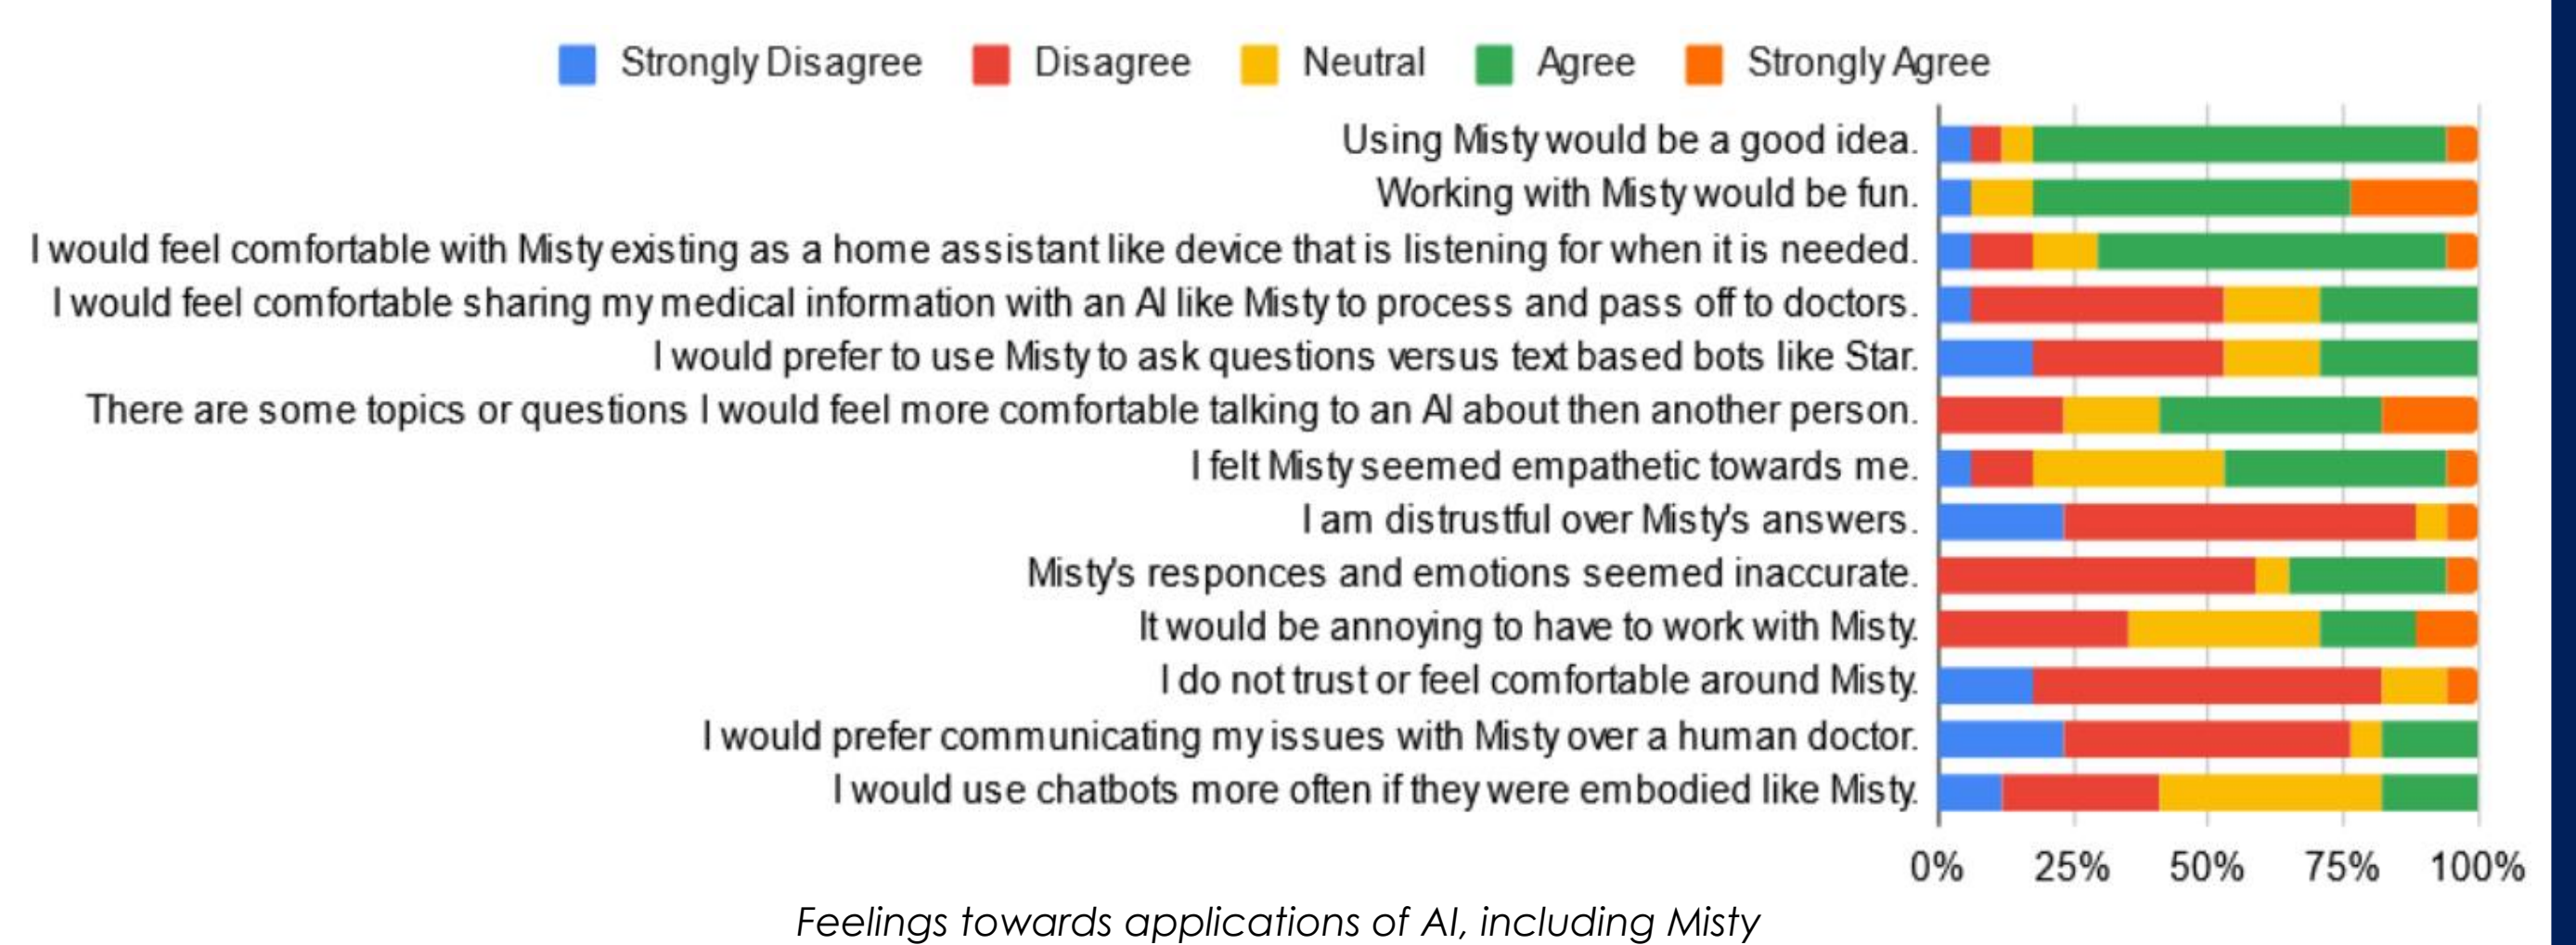 Strongly Disagree Disagree Neutral Agree Strongly Agree
Using Misty would be a good idea.
Working with Misty would be fun.
I would feel comfortable with Misty existing as a home assistant like device that is listening for when it is needed.
I would feel comfortable sharing my medical information with an AI like Misty to process and pass off to doctors.
I would prefer to use Misty to ask questions versus text based bots like Star.
There are some topics or questions I would feel more comfortable talking to an AI about then another person.
I felt Misty seemed empathetic towards me.
I am distrustful over Misty's answers.
Misty's responces and emotions seemed inaccurate.
It would be annoying to have to work with Misty.
I do not trust or feel comfortable around Misty.
I would prefer communicating my issues with Misty over a human doctor.
I would use chatbots more often if they were embodied like Misty.
0% 25% 50% 75% 100%
Feelings towards applications of AI, including Misty